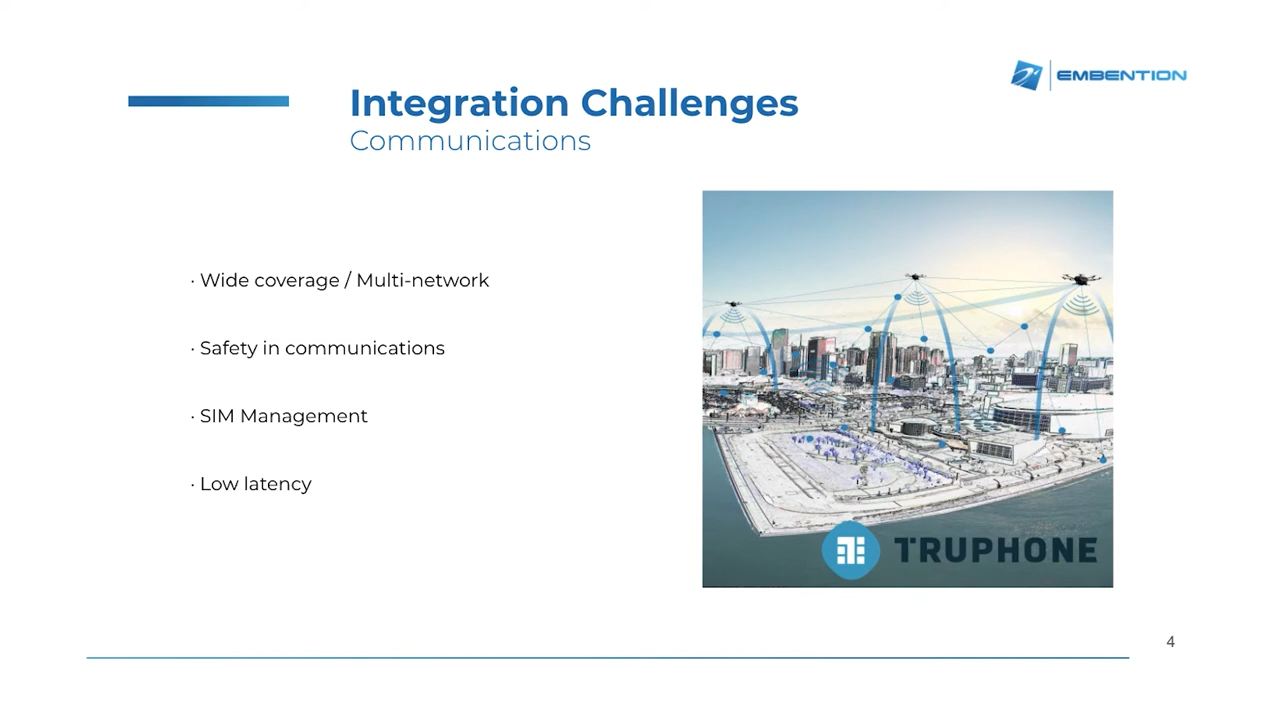 EMBENTION
Integration Challenges
Communications
· Wide coverage / Multi-network
· Safety in communications
· SIM Management
· Low latency
TRUPHONE
4